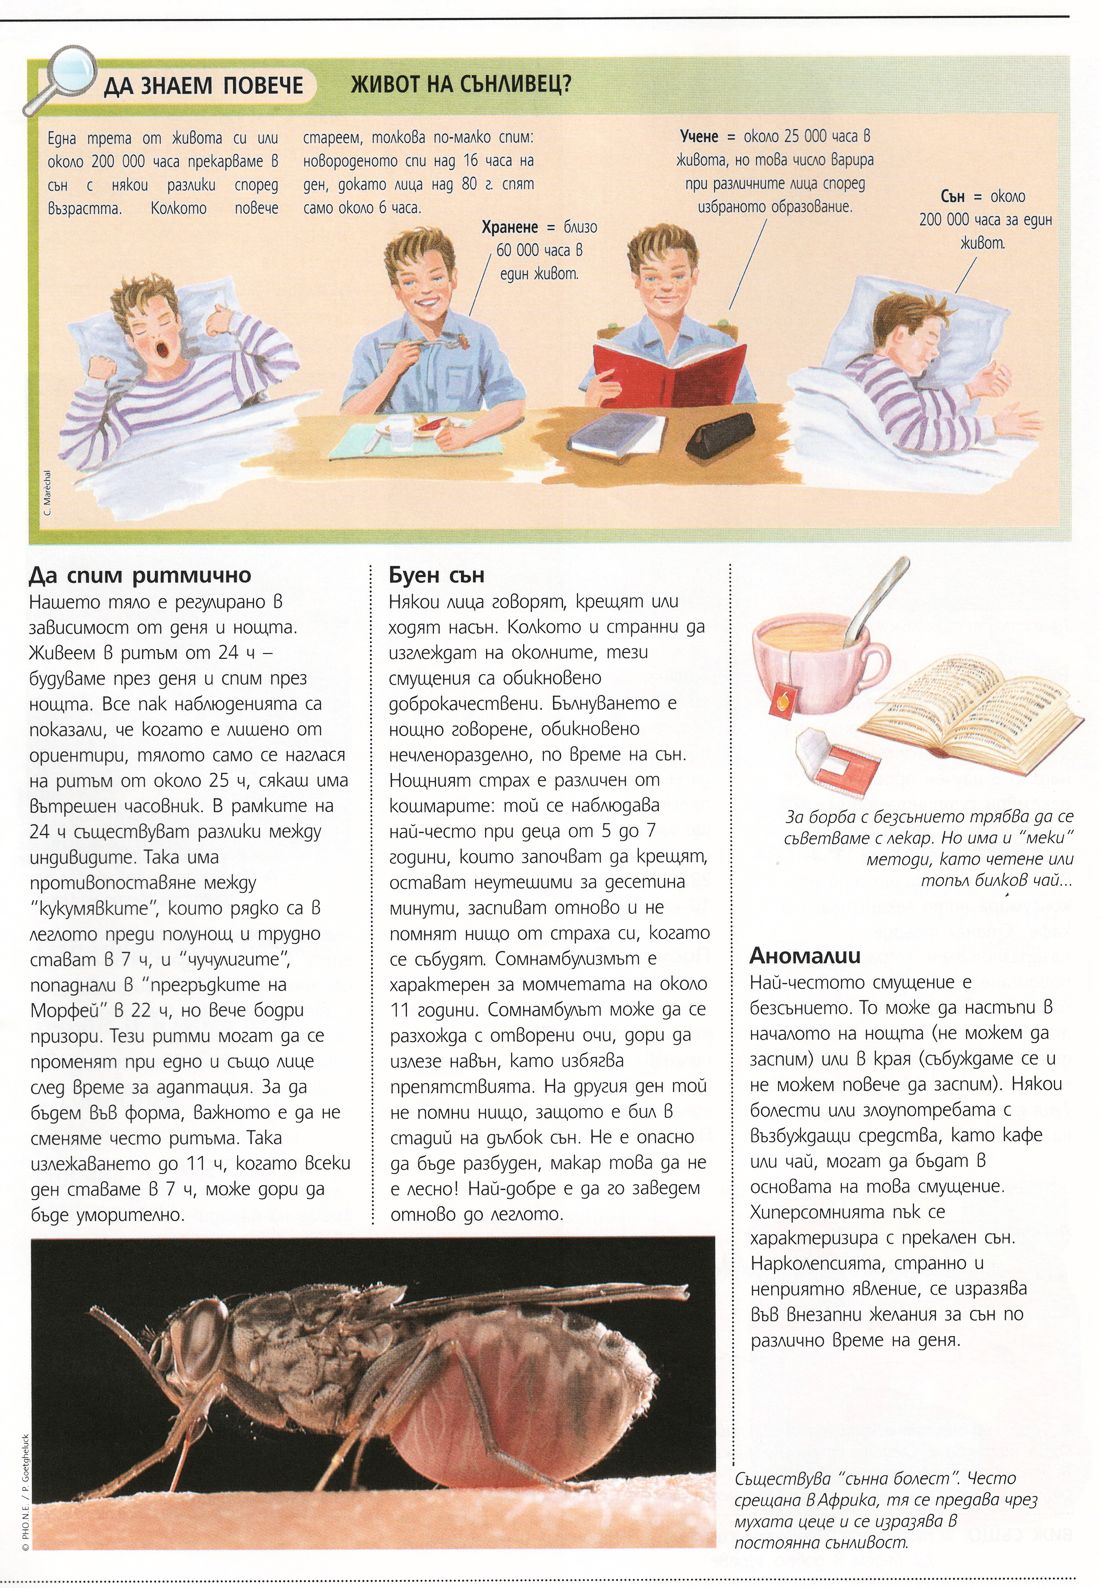 ДА ЗНАЕМ ПОВЕЧЕ
ЖИВОТ НА СЪНЛИВЕЦ?
Една трета от живота си или
около 200 000 часа прекарваме в
сън с някои разлики според
възрастта. Колкото повече
стареем, толкова по-малко спим:
новороденото спи над 16 часа на
ден, докато лица над 80 г. спят
само около 6 часа.
Хранене = близо
60 000 часа в
един живот.
Учене = около 25 000 часа в
живота, но това число варира
при различните лица според
избраното образование.
Сън = около
200 000 часа за един
живот.
C. Maréchal
Да спим ритмично
Нашето тяло е регулирано в
зависимост от деня и нощта.
Живеем в ритъм от 24 ч –
будуваме през деня и спим през
нощта. Все пак наблюденията са
показали, че когато е лишено от
ориентири, тялото само се наглася
на ритъм от около 25 ч, сякаш има
вътрешен часовник. В рамките на
24 ч съществуват разлики между
индивидите. Така има
противопоставяне между
“кукумявките”, които рядко са в
леглото преди полунощ и трудно
стават в 7 ч, и “чучулигите”,
попаднали в “прегръдките на
Морфей” в 22 ч, но вече бодри
призори. Тези ритми могат да се
променят при едно и също лице
след време за адаптация. За да
бъдем във форма, важното е да не
сменяме често ритъма. Така
излежаването до 11 ч, когато всеки
ден ставаме в 7 ч, може дори да
бъде уморително.
Буен сън
Някои лица говорят, крещят или
ходят насън. Колкото и странни да
изглеждат на околните, тези
смущения са обикновено
доброкачествени. Бълнуването е
нощно говорене, обикновено
нечленоразделно, по време на сън.
Нощният страх е различен от
кошмарите: той се наблюдава
най-често при деца от 5 до 7
години, които започват да крещят,
остават неутешими за десетина
минути, заспиват отново и не
помнят нищо от страха си, когато
се събудят. Сомнамбулизмът е
характерен за момчетата на около
11 години. Сомнамбулът може да се
разхожда с отворени очи, дори да
излезе навън, като избягва
препятствията. На другия ден той
не помни нищо, защото е бил в
стадий на дълбок сън. Не е опасно
да бъде разбуден, макар това да не
е лесно! Най-добре е да го заведем
отново до леглото.
За борба с безсънието трябва да се
съветваме с лекар. Но има и “меки”
методи, като четене или
топъл билков чай...
Аномалии
Най-честото смущение е
безсънието. То може да настъпи в
началото на нощта (не можем да
заспим) или в края (събуждаме се и
не можем повече да заспим). Някои
болести или злоупотребата с
възбуждащи средства, като кафе
или чай, могат да бъдат в
основата на това смущение.
Хиперсомнията пък се
характеризира с прекален сън.
Нарколепсията, странно и
неприятно явление, се изразява
във внезапни желания за сън по
различно време на деня.
© PHO.N.E / P. Goetgheluck
Съществува “сънна болест”. Често
срещана в Африка, тя се предава чрез
мухата цеце и се изразява в
постоянна сънливост.